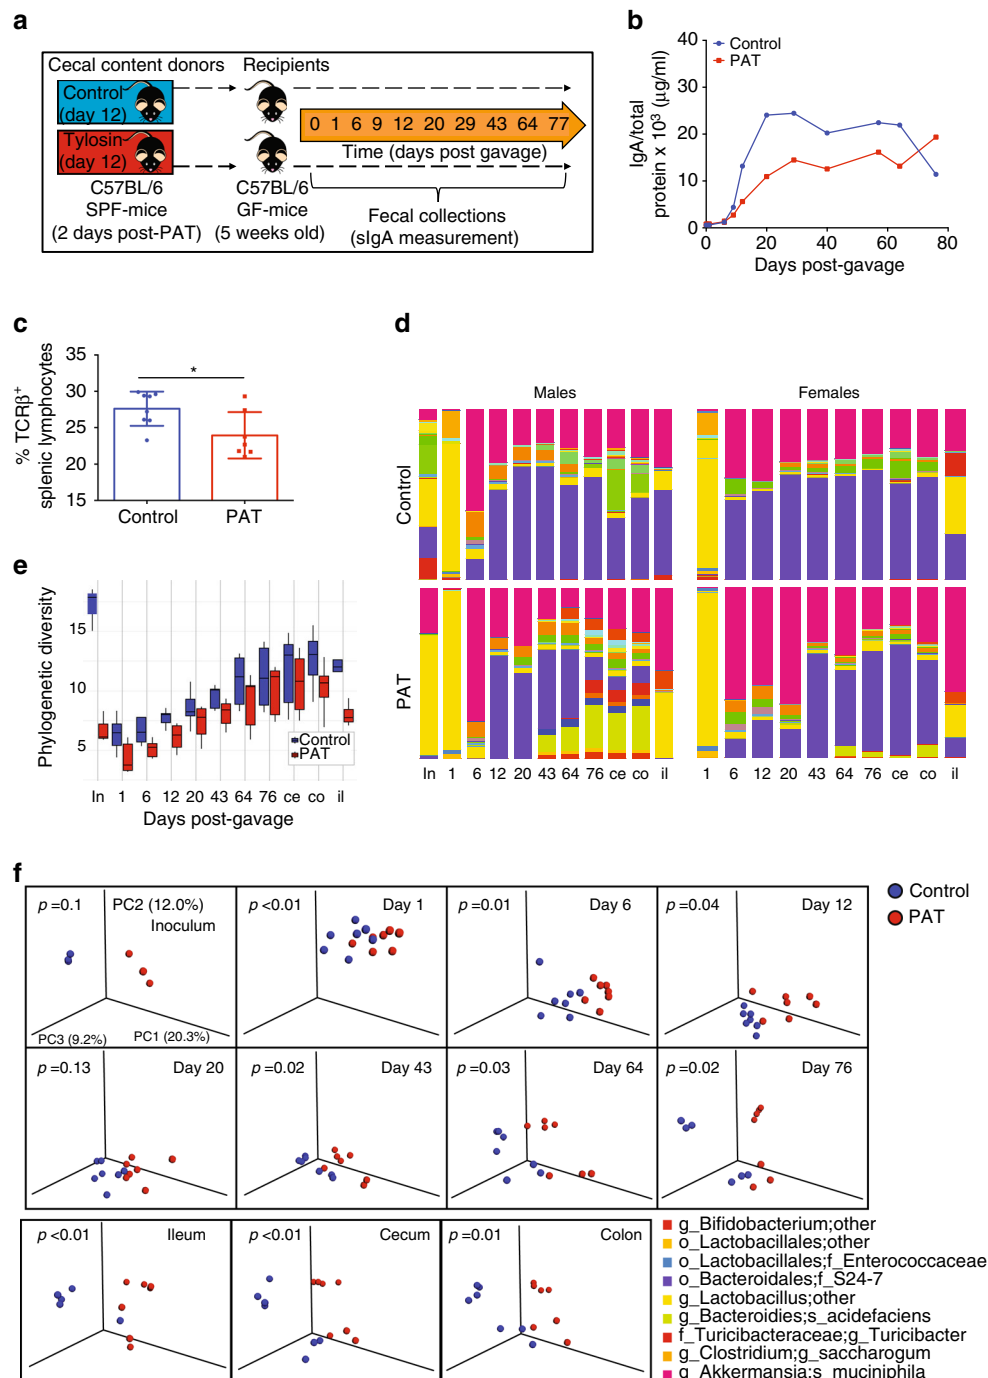 a
Cecal content donors
Recipients
Control
(day 12)
Tylosin
(day 12)
0 1 6 9 12 20 29 43 64 77
Time (days post gavage)
C57BL/6
SPF-mice
(2 days post-PAT)
C57BL/6
GF-mice
(5 weeks old)
Fecal collections
(sIgA measurement)
b
IgA/total
protein x 10³ (µg/ml)
40
30
20
10
0
Control
PAT
0 20 40 60 80
Days post-gavage
c
% TCRβ⁺
splenic lymphocytes
35
30
25
20
15
*
Control PAT
d
Males
Females
Control
PAT
In 1 6 12 20 43 64 76 ce co il
1 6 12 20 43 64 76 ce co il
e
Phylogenetic diversity
15
10
5
Control
PAT
In 1 6 12 20 43 64 76 ce co il
Days post-gavage
f
p =0.1
PC2 (12.0%)
Inoculum
PC3 (9.2%)
PC1 (20.3%)
p <0.01
Day 1
p =0.01
Day 6
p =0.04
Day 12
Control
PAT
p =0.13
Day 20
p =0.02
Day 43
p =0.03
Day 64
p =0.02
Day 76
p <0.01
Ileum
p <0.01
Cecum
p =0.01
Colon
g_Bifidobacterium;other
o_Lactobacillales;other
o_Lactobacillales;f_Enterococcaceae
o_Bacteroidales;f_S24-7
g_Lactobacillus;other
g_Bacteroidies;s_acidefaciens
f_Turicibacteraceae;g_Turicibacter
g_Clostridium;g_saccharogum
g_Akkermansia;s_muciniphila